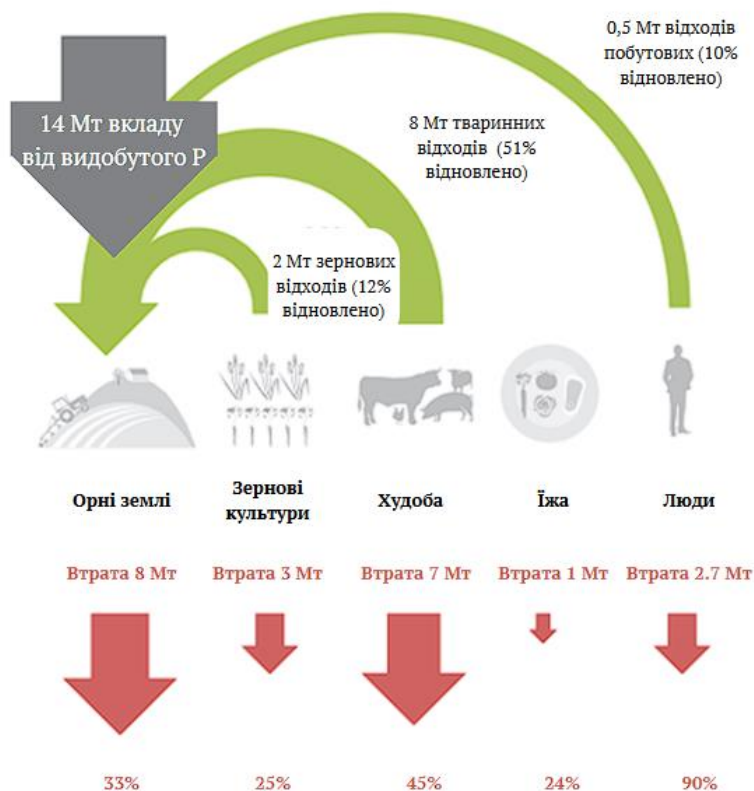 0,5 Мт відходів
побутових (10%
відновлено)
14 Мт вкладу
від видобутого Р
8 Мт тваринних
відходів (51%
відновлено)
2 Мт зернових
відходів (12%
відновлено)
Орні землі
Зернові
культури
Худоба
Їжа
Люди
Втрата 8 Мт
Втрата 3 Мт
Втрата 7 Мт
Втрата 1 Мт
Втрата 2.7 Мт
33%
25%
45%
24%
90%